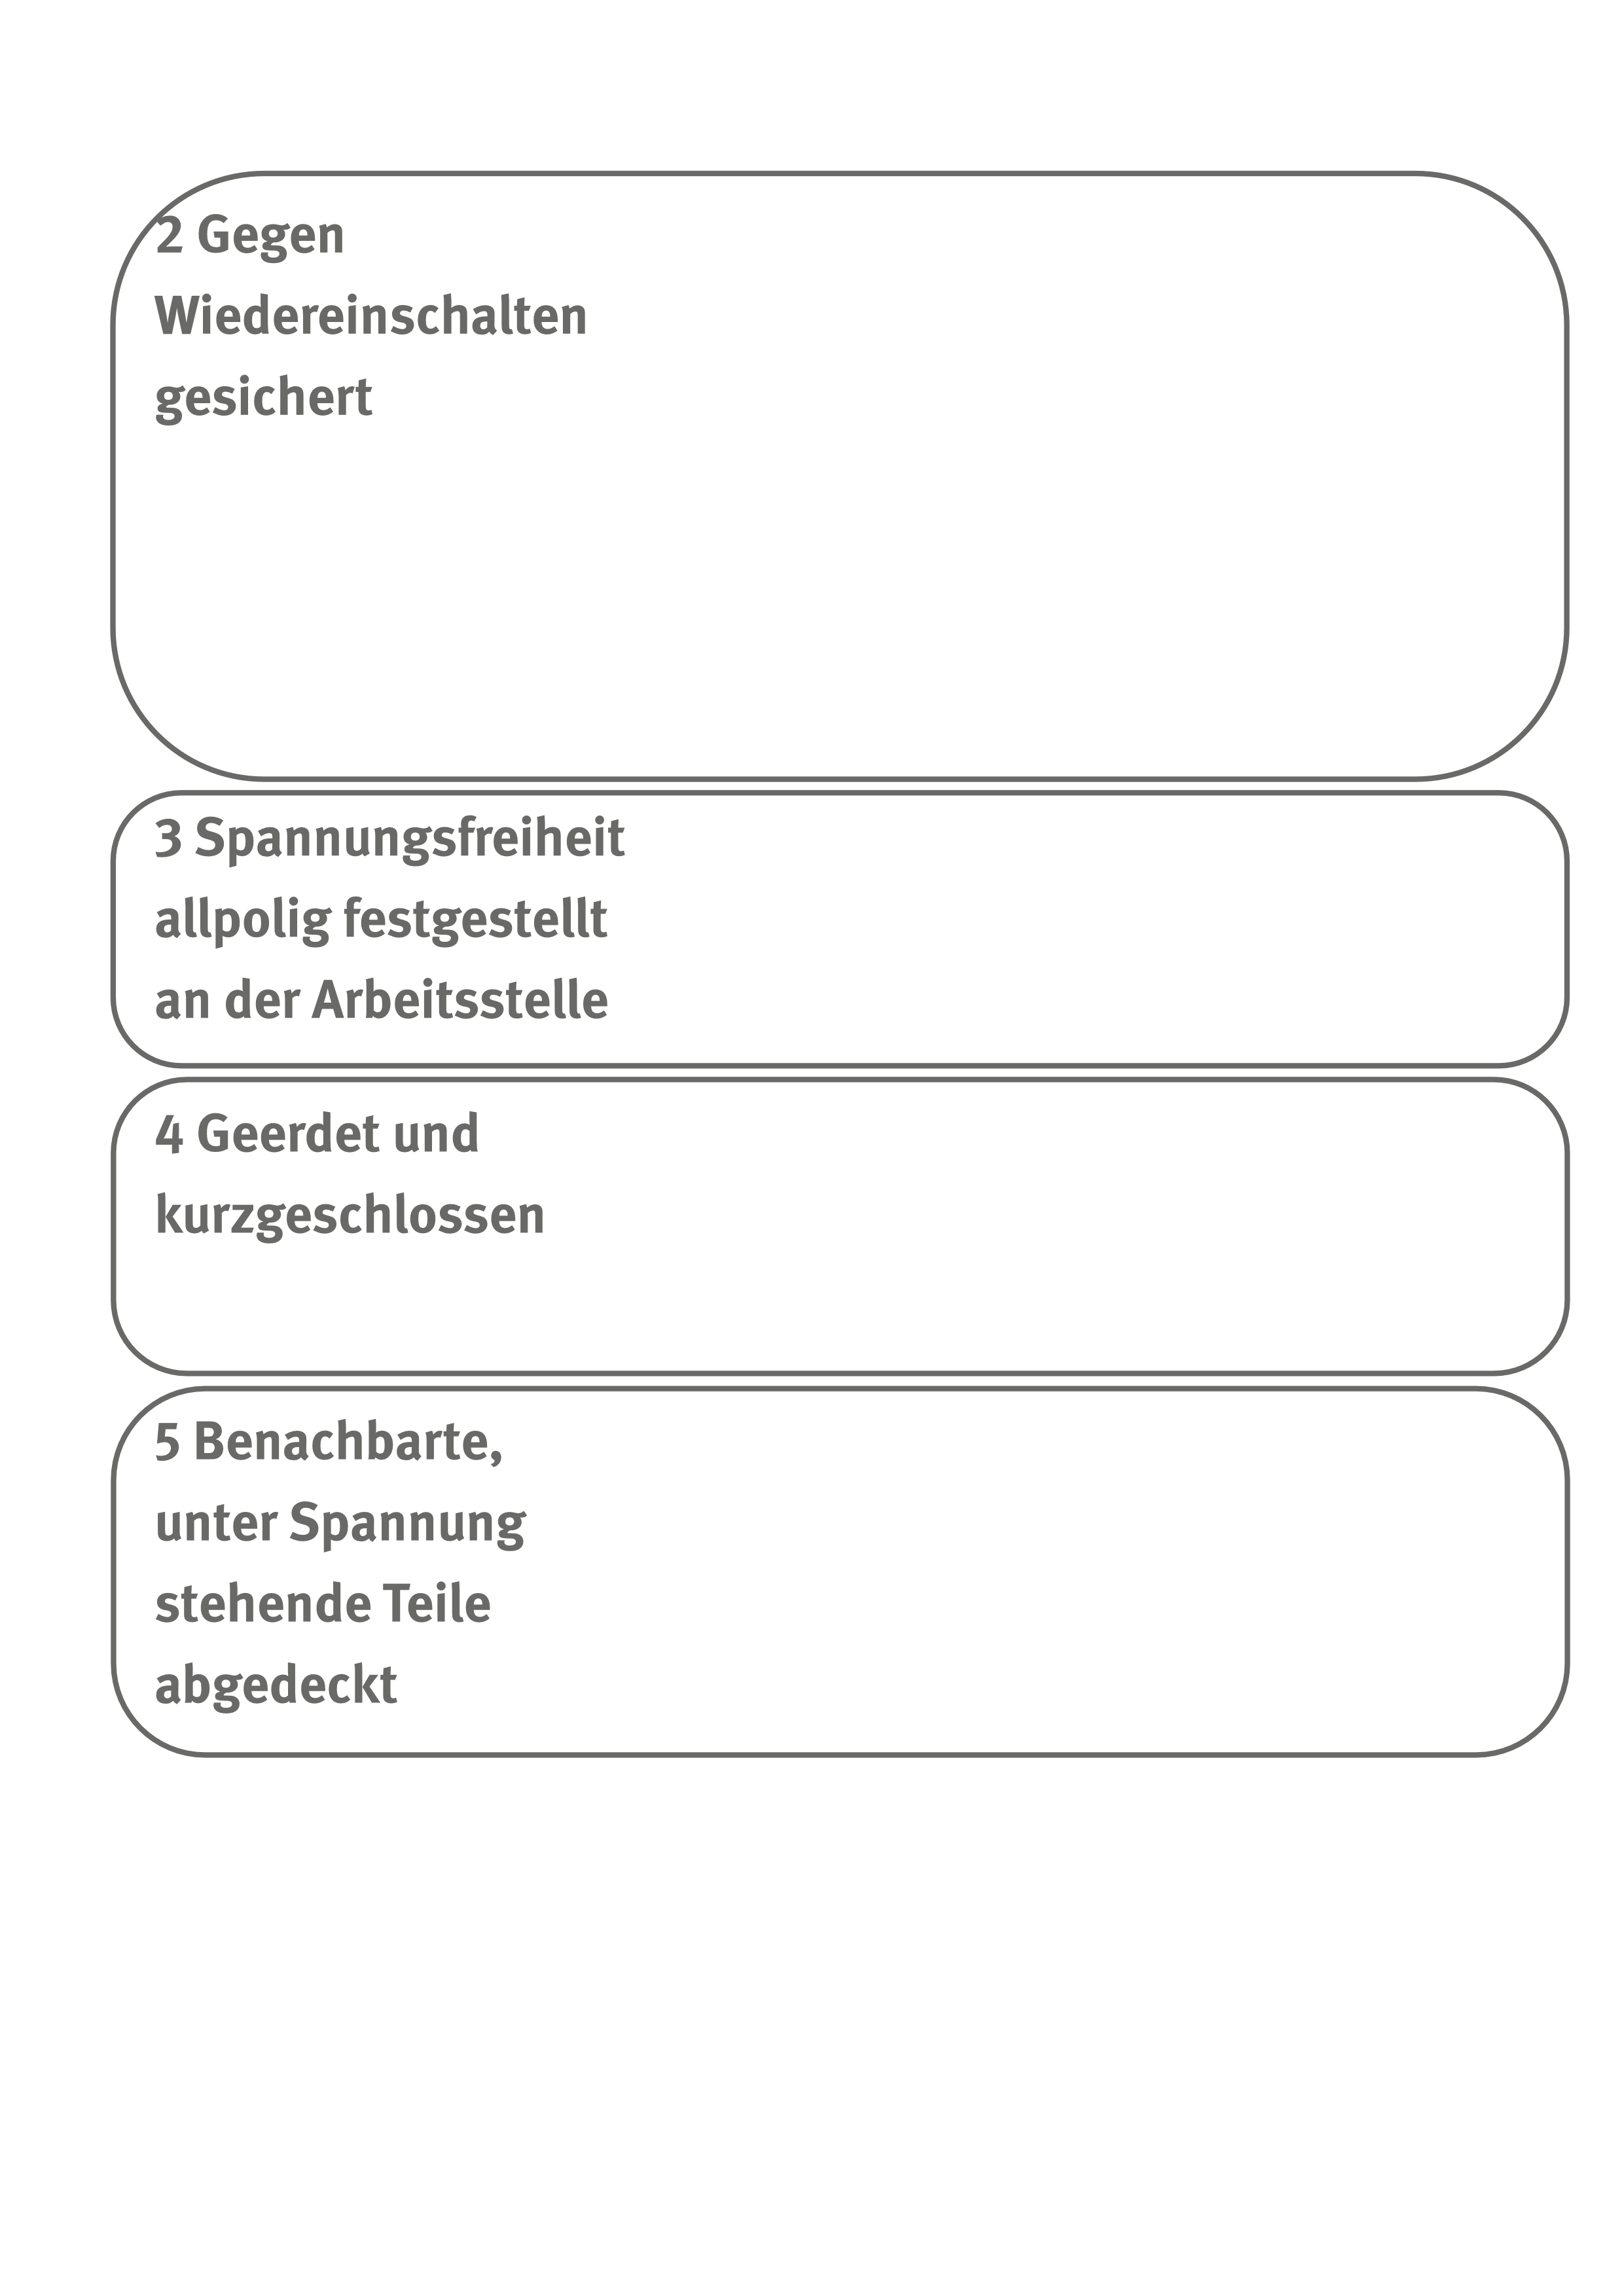 2 Gegen
Wiedereinschalten
gesichert
3 Spannungsfreiheit
allpolig festgestellt
an der Arbeitsstelle
4 Geerdet und
kurzgeschlossen
5 Benachbarte,
unter Spannung
stehende Teile
abgedeckt